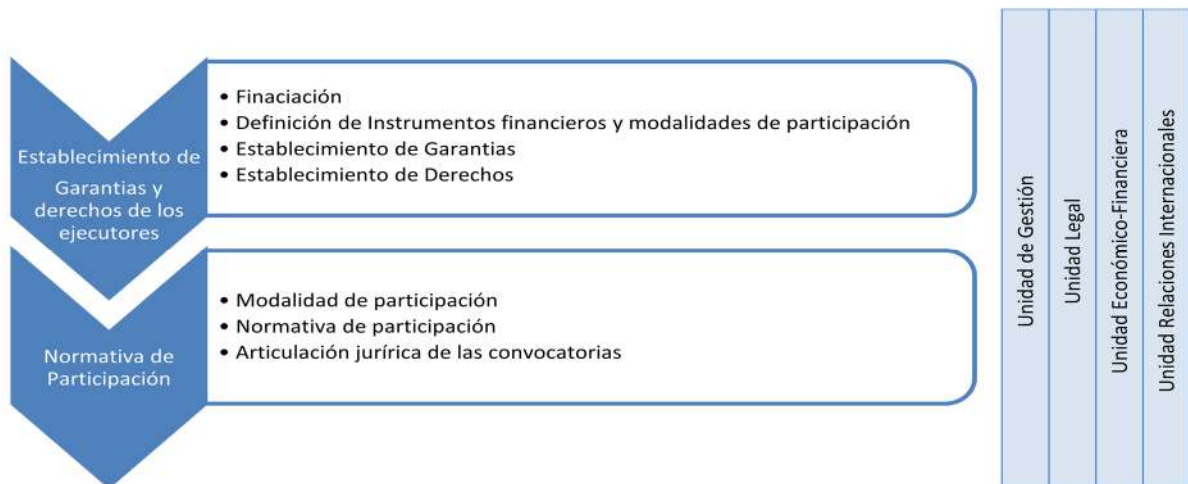 Establecimiento de
Garantias y
derechos de los
ejecutores
• Finaciación
• Definición de Instrumentos financieros y modalidades de participación
• Establecimiento de Garantias
• Establecimiento de Derechos
Normativa de
Participación
• Modalidad de participación
• Normativa de participación
• Articulación jurírica de las convocatorias
Unidad de Gestión
Unidad Legal
Unidad Económico-Financiera
Unidad Relaciones Internacionales